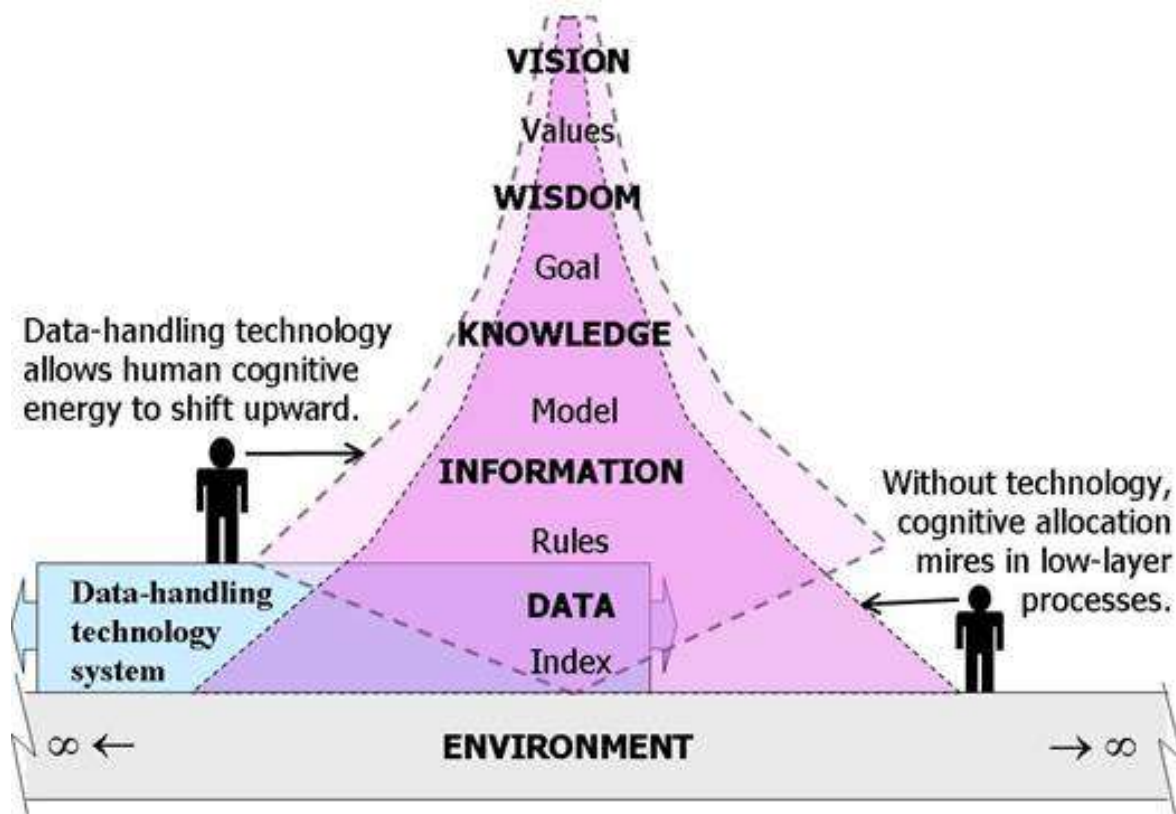 VISION
Values
WISDOM
Goal
Data-handling technology
allows human cognitive
energy to shift upward.
KNOWLEDGE
Model
INFORMATION
Without technology,
cognitive allocation
mires in low-layer
processes.
Rules
Data-handling
technology
system
DATA
Index
∞ ← ENVIRONMENT → ∞